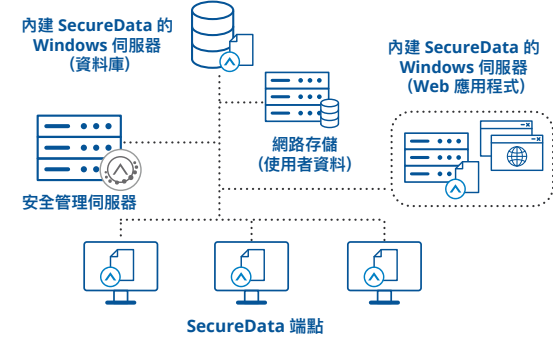 內建 SecureData 的
Windows 伺服器
（資料庫）
內建 SecureData 的
Windows 伺服器
（Web 應用程式）
網路存儲
（使用者資料）
安全管理伺服器
SecureData 端點